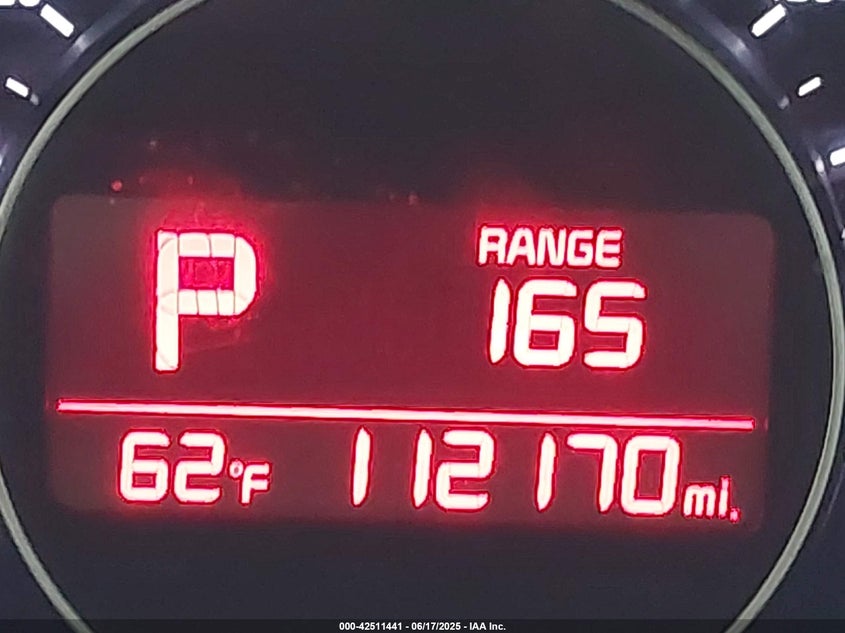 P
RANGE
165
62°F 112170 mi.
000-42511441 - 06/17/2025 - IAA Inc.